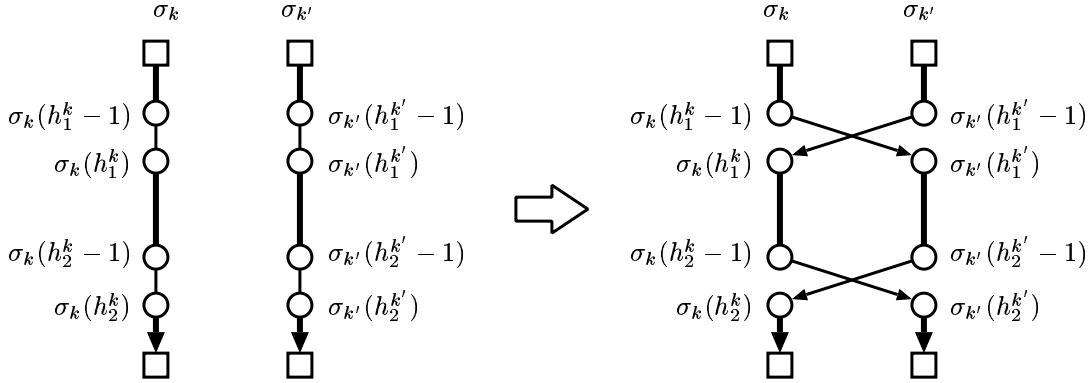 σ_k σ_{k'} σ_k σ_{k'}
σ_k(h_1^k − 1) σ_{k'}(h_1^{k'} − 1) σ_k(h_1^k − 1) σ_{k'}(h_1^{k'} − 1)
σ_k(h_1^k) σ_{k'}(h_1^{k'}) σ_k(h_1^k) σ_{k'}(h_1^{k'})
σ_k(h_2^k − 1) σ_{k'}(h_2^{k'} − 1) σ_k(h_2^k − 1) σ_{k'}(h_2^{k'} − 1)
σ_k(h_2^k) σ_{k'}(h_2^{k'}) σ_k(h_2^k) σ_{k'}(h_2^{k'})